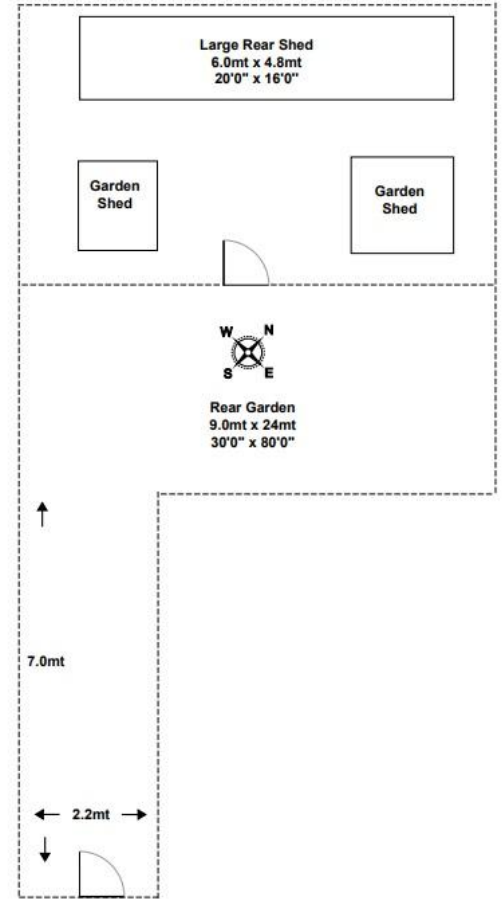 Large Rear Shed
6.0mt x 4.8mt
20'0" x 16'0"
Garden
Shed
Garden
Shed
W N
S E
Rear Garden
9.0mt x 24mt
30'0" x 80'0"
7.0mt
2.2mt